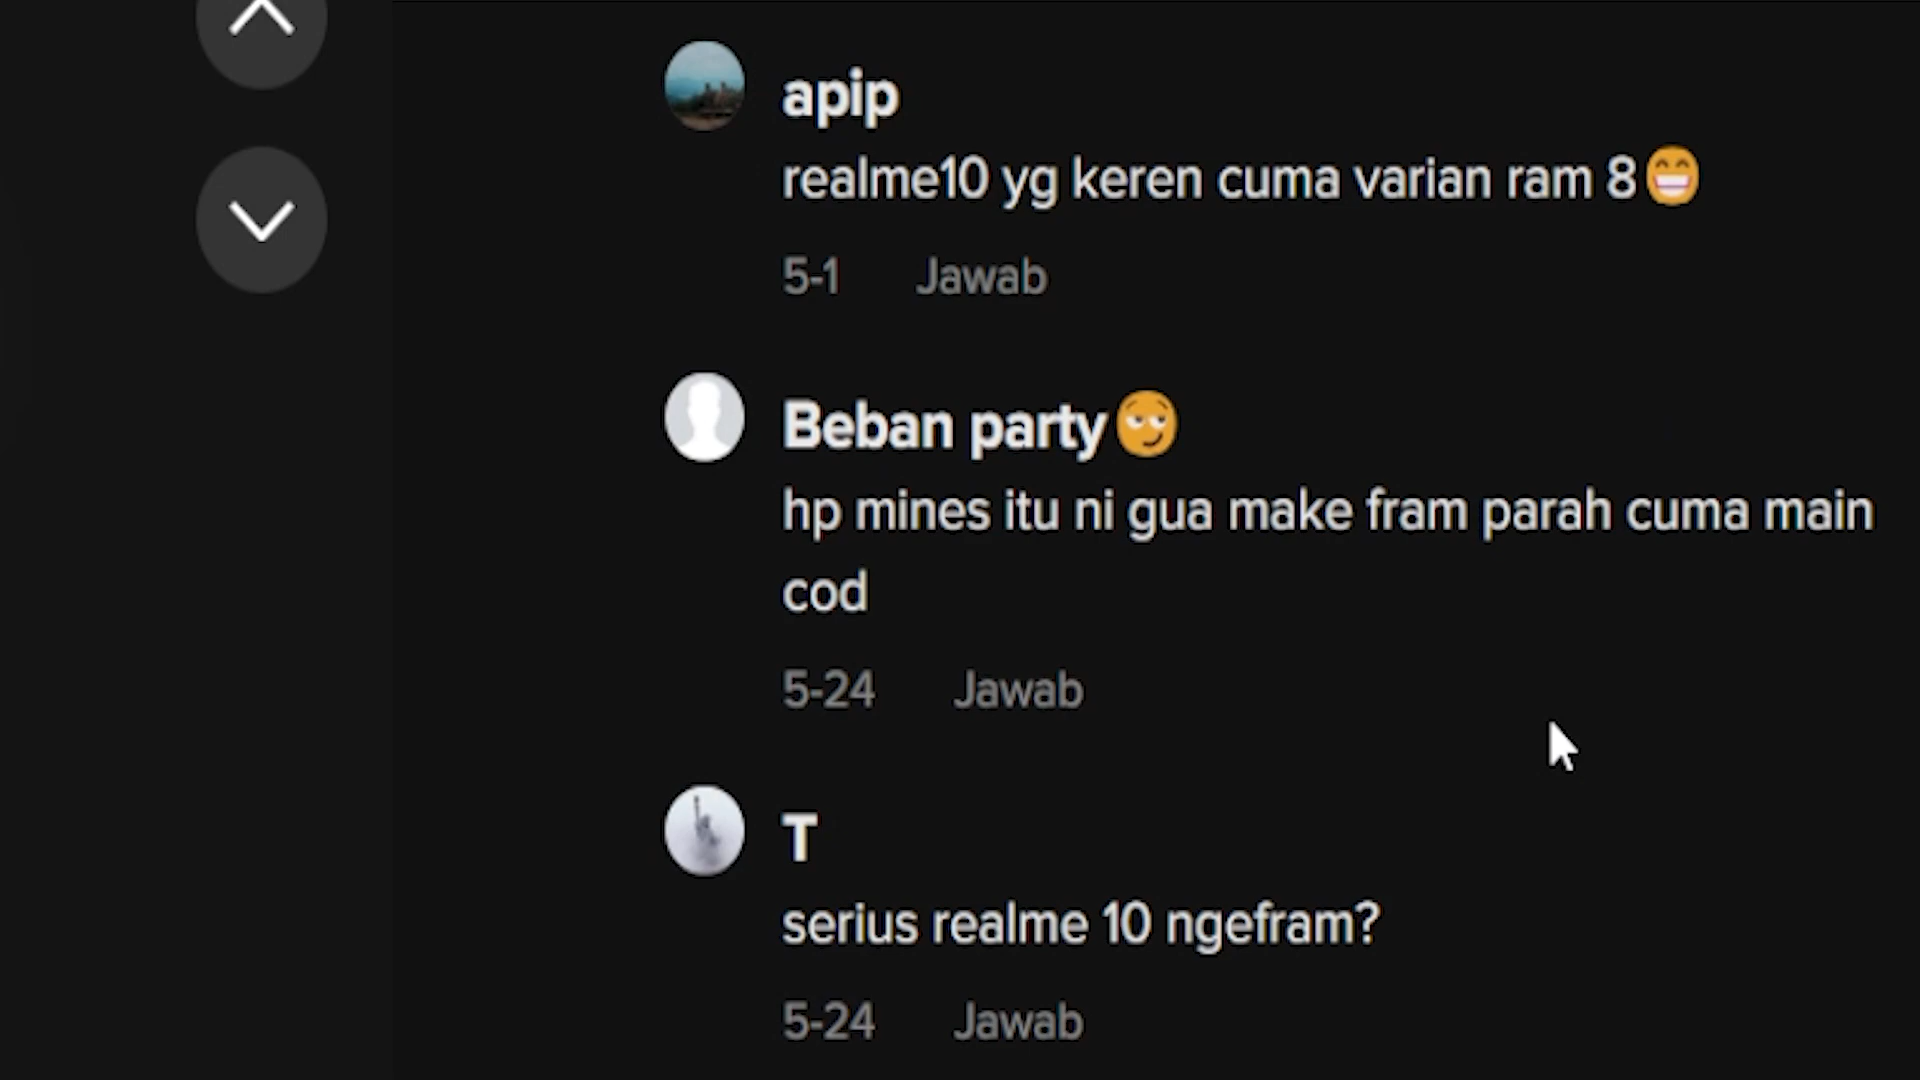 apip
realme10 yg keren cuma varian ram 8😁
5-1 Jawab
Beban party😏
hp mines itu ni gua make fram parah cuma main
cod
5-24 Jawab
T
serius realme 10 ngefram?
5-24 Jawab